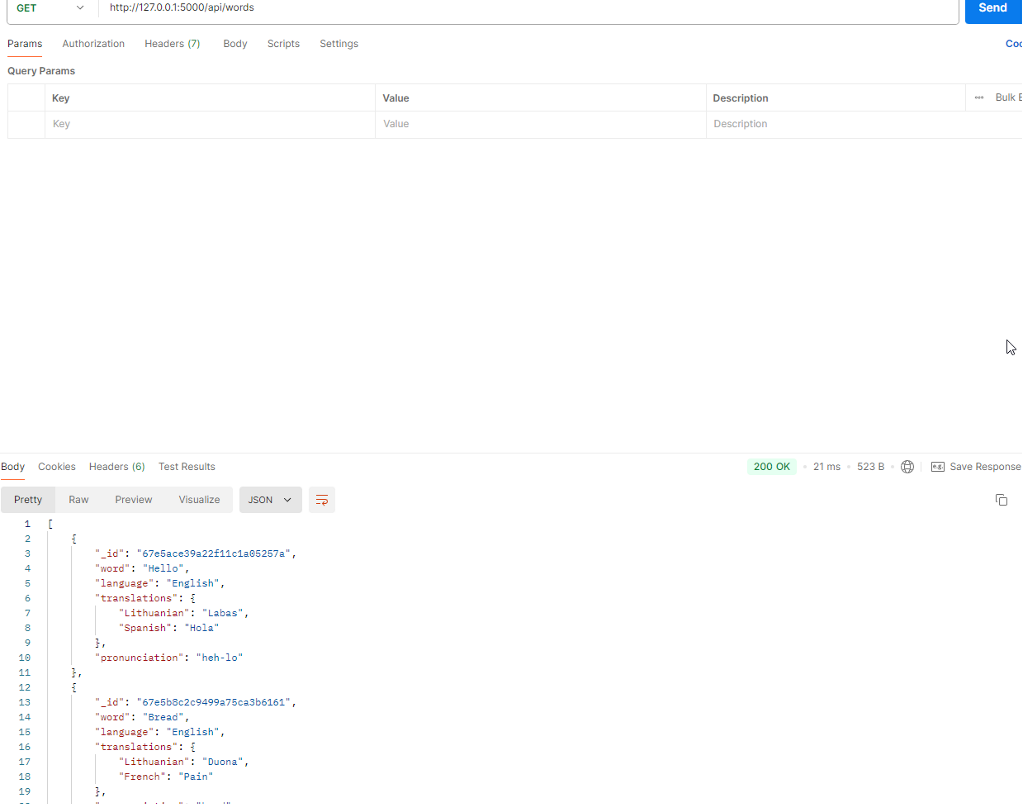 GET http://127.0.0.1:5000/api/words Send
Params Authorization Headers (7) Body Scripts Settings
Query Params
Key Value Description ••• Bulk
Key Value Description
Body Cookies Headers (6) Test Results 200 OK • 21 ms • 523 B • e.g. Save Response
Pretty Raw Preview Visualize JSON
1 [
2 {
3 "_id": "67e5ace39a22f11c1a05257a",
4 "word": "Hello",
5 "language": "English",
6 "translations": {
7 "Lithuanian": "Labas",
8 "Spanish": "Hola"
9 },
10 "pronunciation": "heh-lo"
11 },
12 {
13 "_id": "67e5b8c2c9499a75ca3b6161",
14 "word": "Bread",
15 "language": "English",
16 "translations": {
17 "Lithuanian": "Duona",
18 "French": "Pain"
19 },